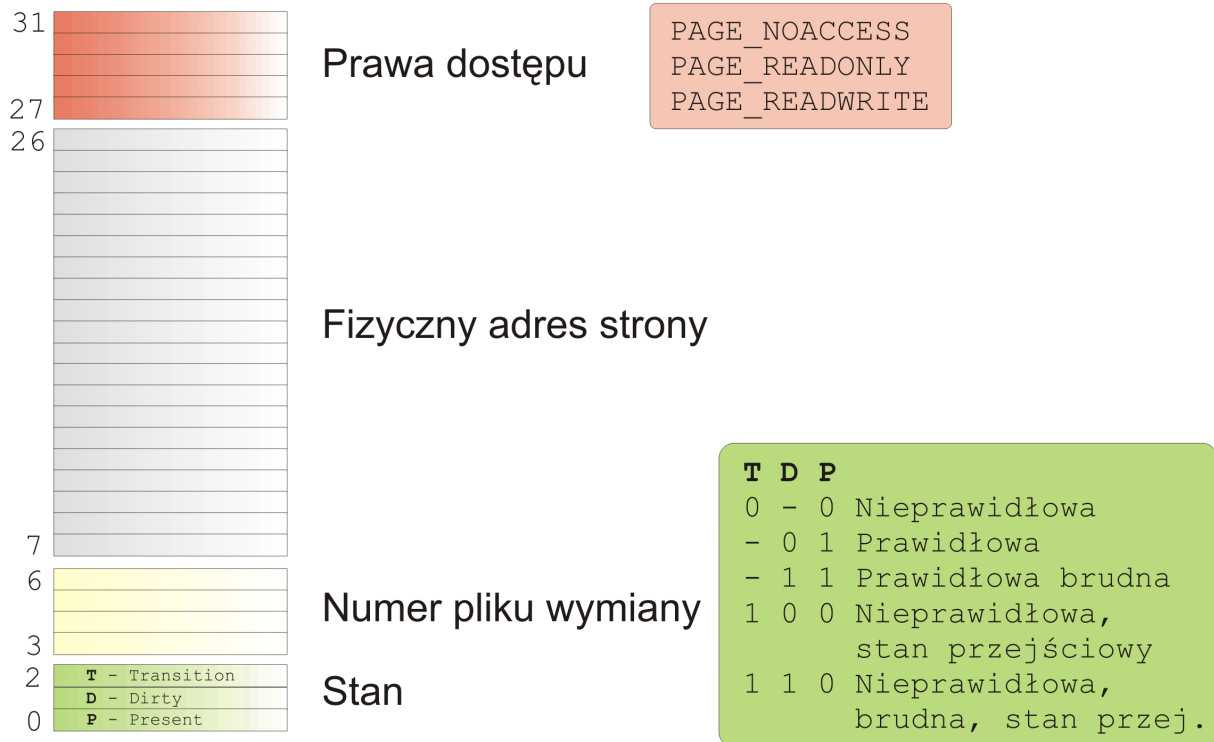 31
27
Prawa dostępu
PAGE_NOACCESS
PAGE_READONLY
PAGE_READWRITE
26
7
Fizyczny adres strony
6
3
Numer pliku wymiany
2
0
T - Transition
D - Dirty
P - Present
Stan
T D P
0 - 0 Nieprawidłowa
- 0 1 Prawidłowa
- 1 1 Prawidłowa brudna
1 0 0 Nieprawidłowa,
stan przejściowy
1 1 0 Nieprawidłowa,
brudna, stan przej.